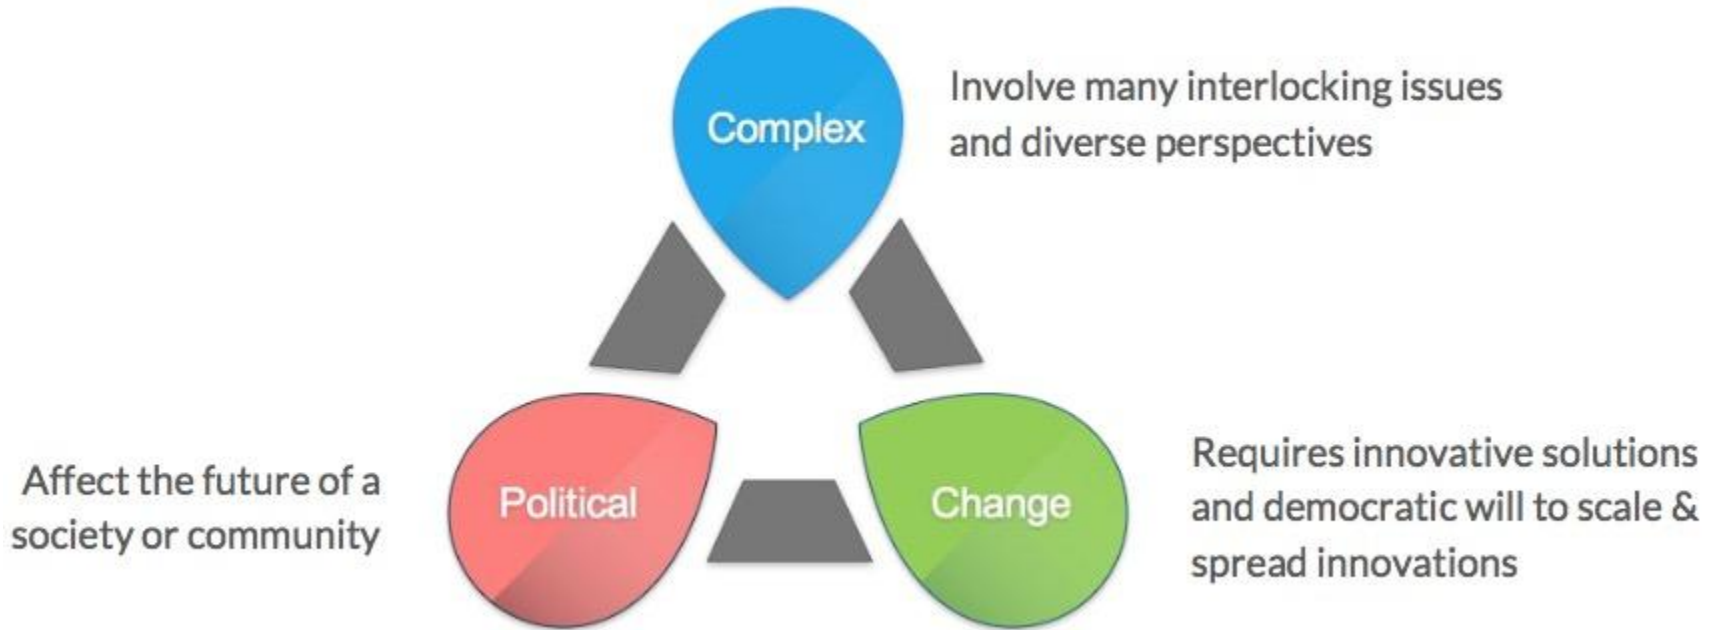 Complex
Involve many interlocking issues
and diverse perspectives
Affect the future of a
society or community
Political
Change
Requires innovative solutions
and democratic will to scale &
spread innovations